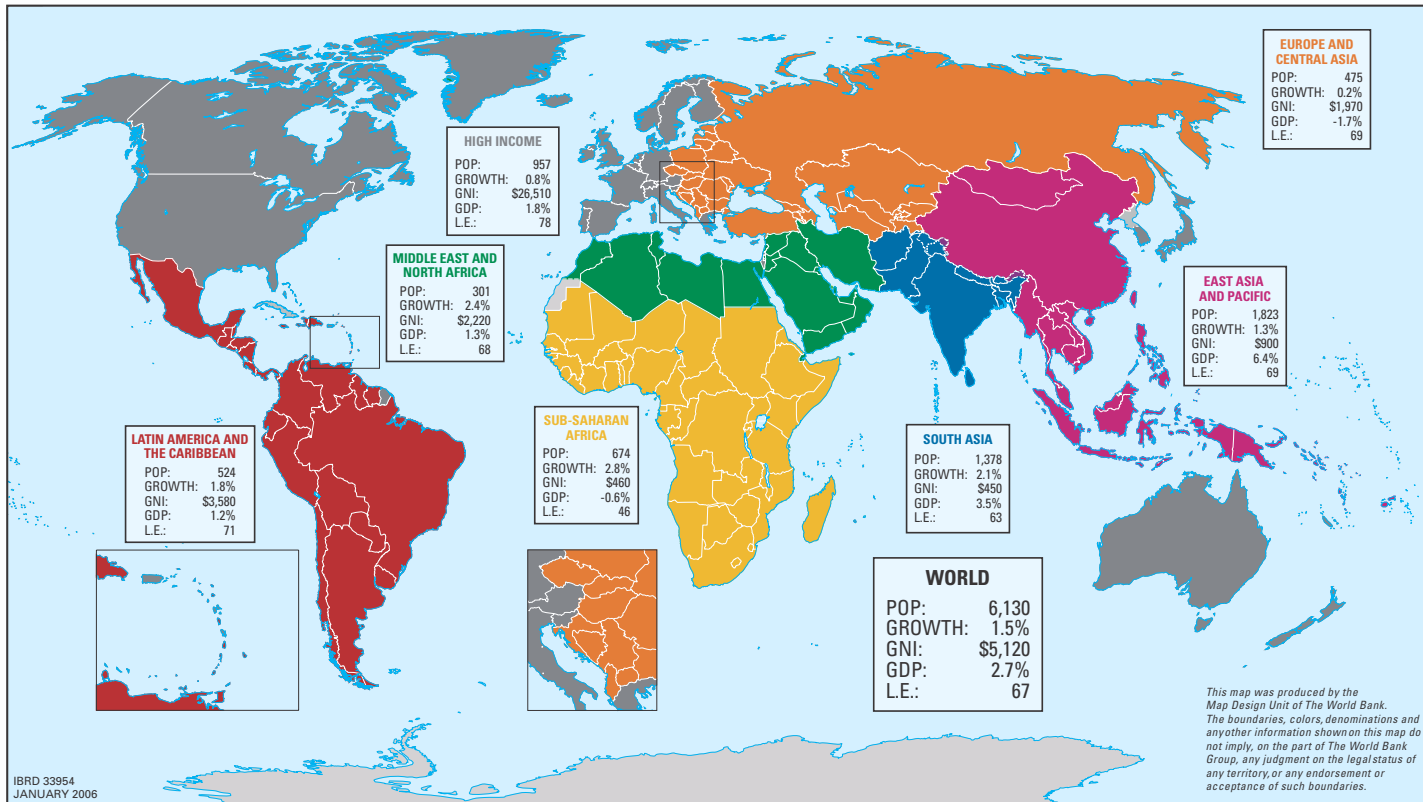 EUROPE AND
CENTRAL ASIA
POP: 475
GROWTH: 0.2%
GNI: $1,970
GDP: -1.7%
L.E.: 69
HIGH INCOME
POP: 957
GROWTH: 0.8%
GNI: $26,510
GDP: 1.8%
L.E.: 78
MIDDLE EAST AND
NORTH AFRICA
POP: 301
GROWTH: 2.4%
GNI: $2,220
GDP: 1.3%
L.E.: 68
EAST ASIA
AND PACIFIC
POP: 1,823
GROWTH: 1.3%
GNI: $900
GDP: 6.4%
L.E.: 69
LATIN AMERICA AND
THE CARIBBEAN
POP: 524
GROWTH: 1.8%
GNI: $3,580
GDP: 1.2%
L.E.: 71
SUB-SAHARAN
AFRICA
POP: 674
GROWTH: 2.8%
GNI: $460
GDP: -0.6%
L.E.: 46
SOUTH ASIA
POP: 1,378
GROWTH: 2.1%
GNI: $450
GDP: 3.5%
L.E.: 63
WORLD
POP: 6,130
GROWTH: 1.5%
GNI: $5,120
GDP: 2.7%
L.E.: 67
This map was produced by the
Map Design Unit of The World Bank.
The boundaries, colors, denominations and
any other information shown on this map do
not imply, on the part of The World Bank
Group, any judgment on the legal status of
any territory, or any endorsement or
acceptance of such boundaries.
IBRD 33954
JANUARY 2006